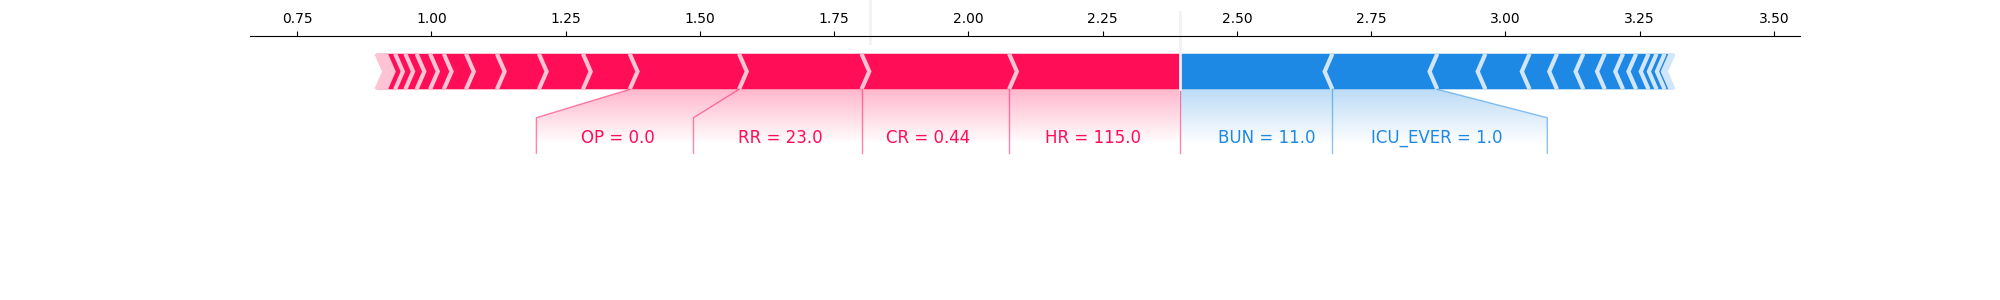 0.75 1.00 1.25 1.50 1.75 2.00 2.25 2.50 2.75 3.00 3.25 3.50
OP = 0.0 RR = 23.0 CR = 0.44 HR = 115.0 BUN = 11.0 ICU_EVER = 1.0